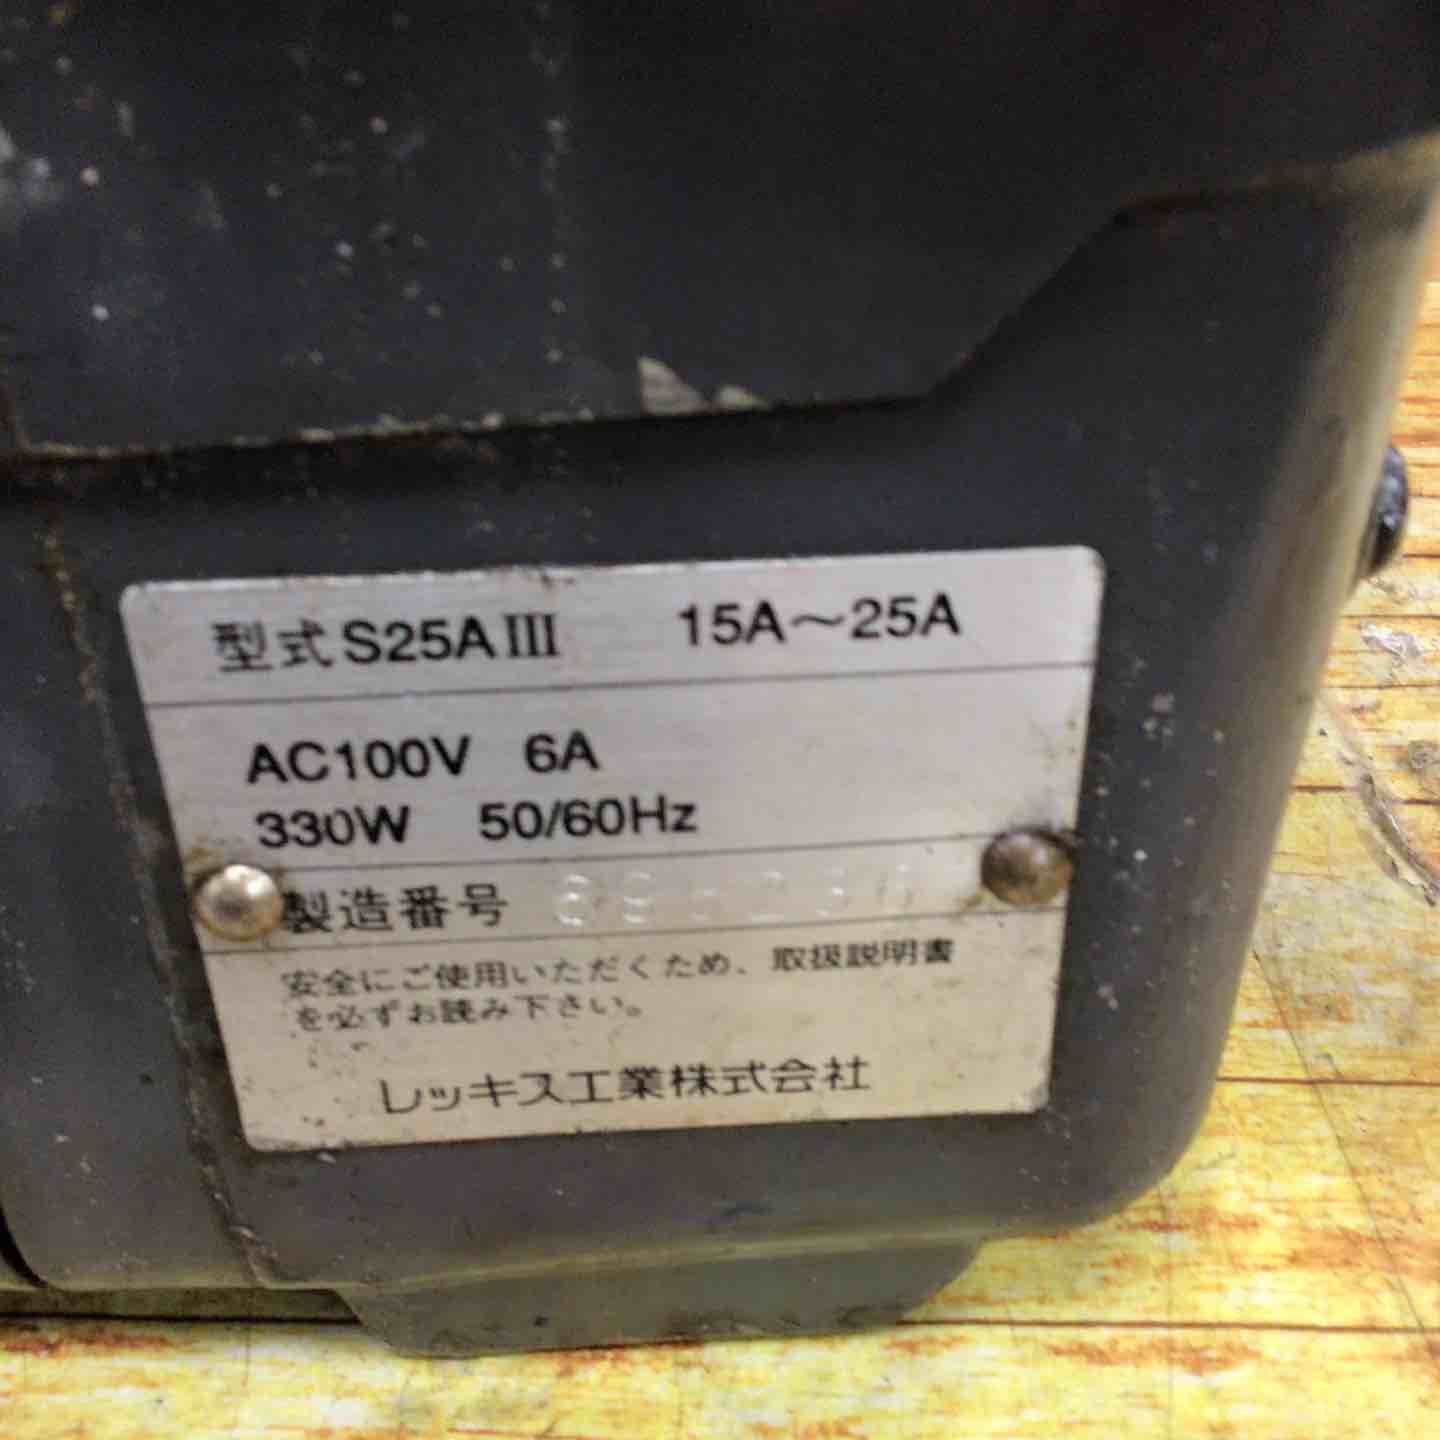 型式S25AⅢ 15A～25A
AC100V 6A
330W 50/60Hz
製造番号
安全にご使用いただくため、取扱説明書
を必ずお読み下さい。
レッキス工業株式会社